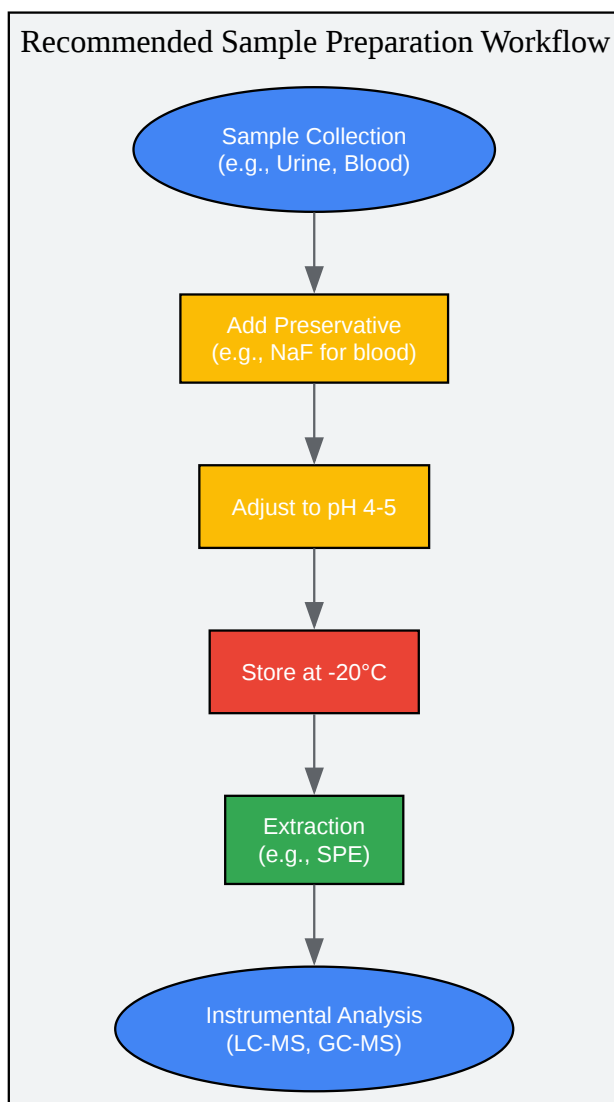 Recommended Sample Preparation Workflow
Sample Collection
(e.g., Urine, Blood)
Add Preservative
(e.g., NaF for blood)
Adjust to pH 4-5
Store at -20°C
Extraction
(e.g., SPE)
Instrumental Analysis
(LC-MS, GC-MS)